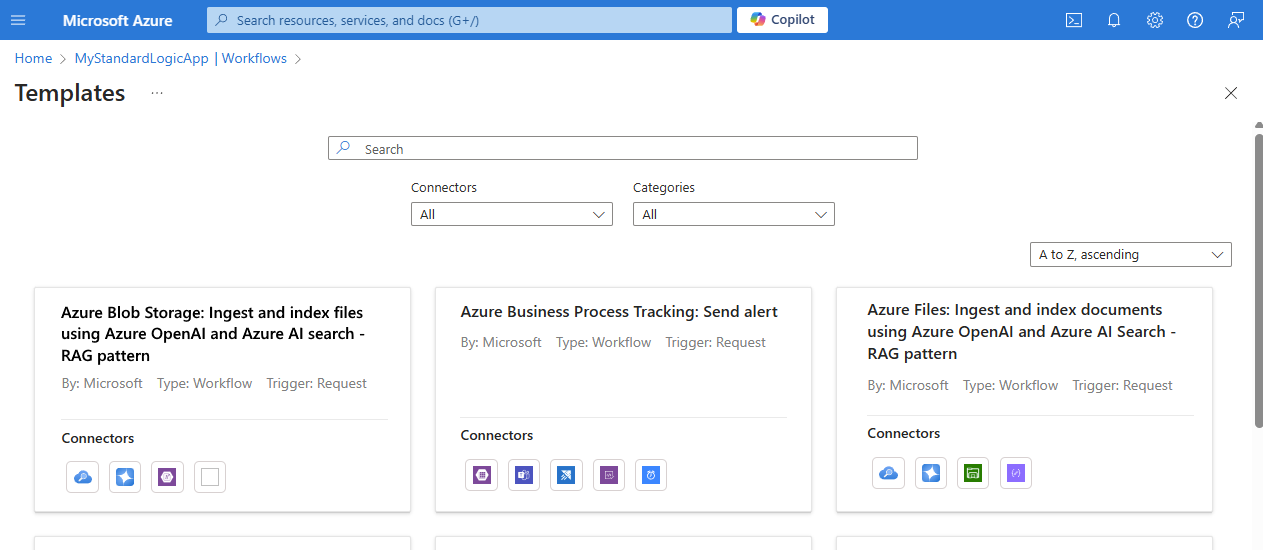 Microsoft Azure
Search resources, services, and docs (G+/)
Copilot
Home > MyStandardLogicApp | Workflows >
Templates ...
Search
Connectors
All
Categories
All
A to Z, ascending
Azure Blob Storage: Ingest and index files
using Azure OpenAI and Azure AI search -
RAG pattern
By: Microsoft Type: Workflow Trigger: Request
Connectors
Azure Business Process Tracking: Send alert
By: Microsoft Type: Workflow Trigger: Request
Connectors
Azure Files: Ingest and index documents
using Azure OpenAI and Azure AI Search -
RAG pattern
By: Microsoft Type: Workflow Trigger: Request
Connectors